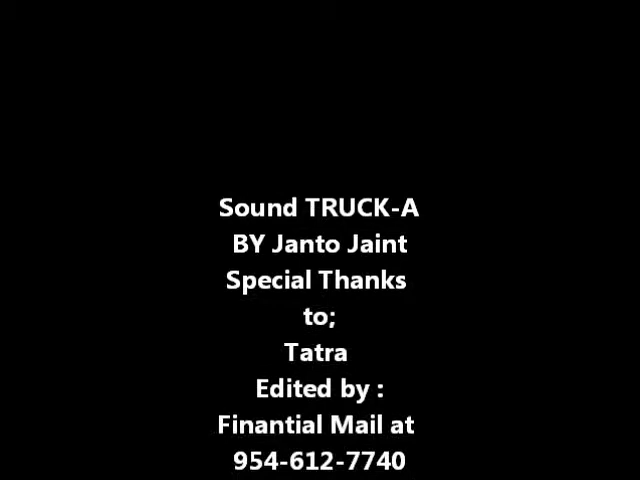 Sound TRUCK-A
BY Janto Jaint
Special Thanks
to;
Tatra
Edited by :
Finantial Mail at
954-612-7740